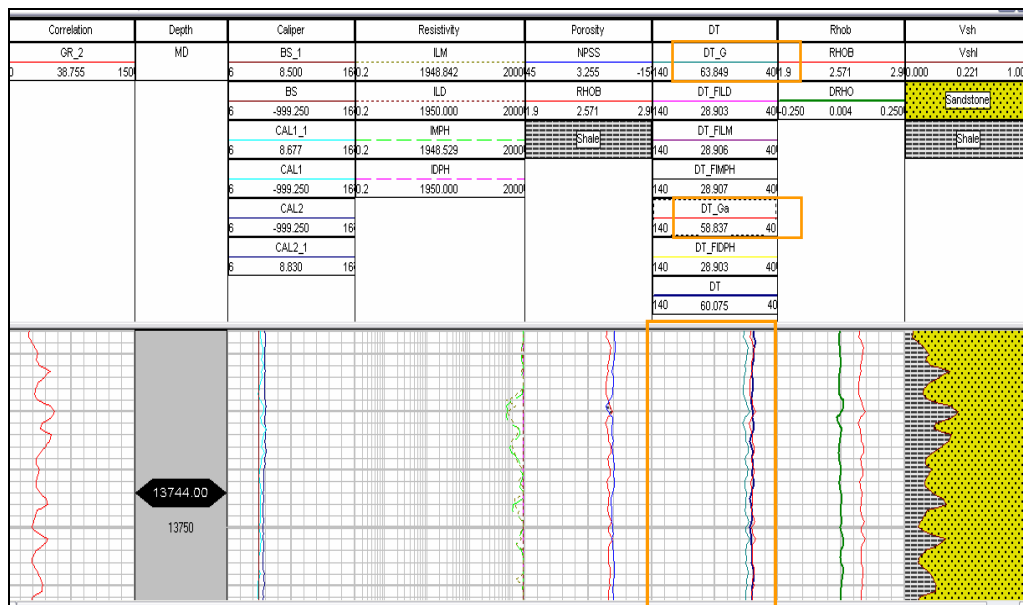 Correlation Depth Caliper Resistivity Porosity DT Rhob Vsh
GR_2 MD BS_1 ILM NPSS DT_G RHOB Vshl
0 38.755 150 6 8.500 16 0.2 1948.842 2000 45 3.255 -15 140 63.849 40 1.9 2.571 2.9 0.000 0.221 1.00
BS ILD RHOB DT_FILD DRHO Sandstone
6 -999.250 16 0.2 1950.000 2000 1.9 2.571 2.9 140 28.903 40 -0.250 0.004 0.250
CAL1_1 IMPH Shale DT_FILM Shale
6 8.677 16 0.2 1948.529 2000 140 28.906 40
CAL1 IDPH DT_FIMPH
6 -999.250 16 0.2 1950.000 2000 140 28.907 40
CAL2 DT_Ga
6 -999.250 16 140 58.837 40
CAL2_1 DT_FIDPH
6 8.830 16 140 28.903 40
DT
140 60.075 40
13744.00
13750